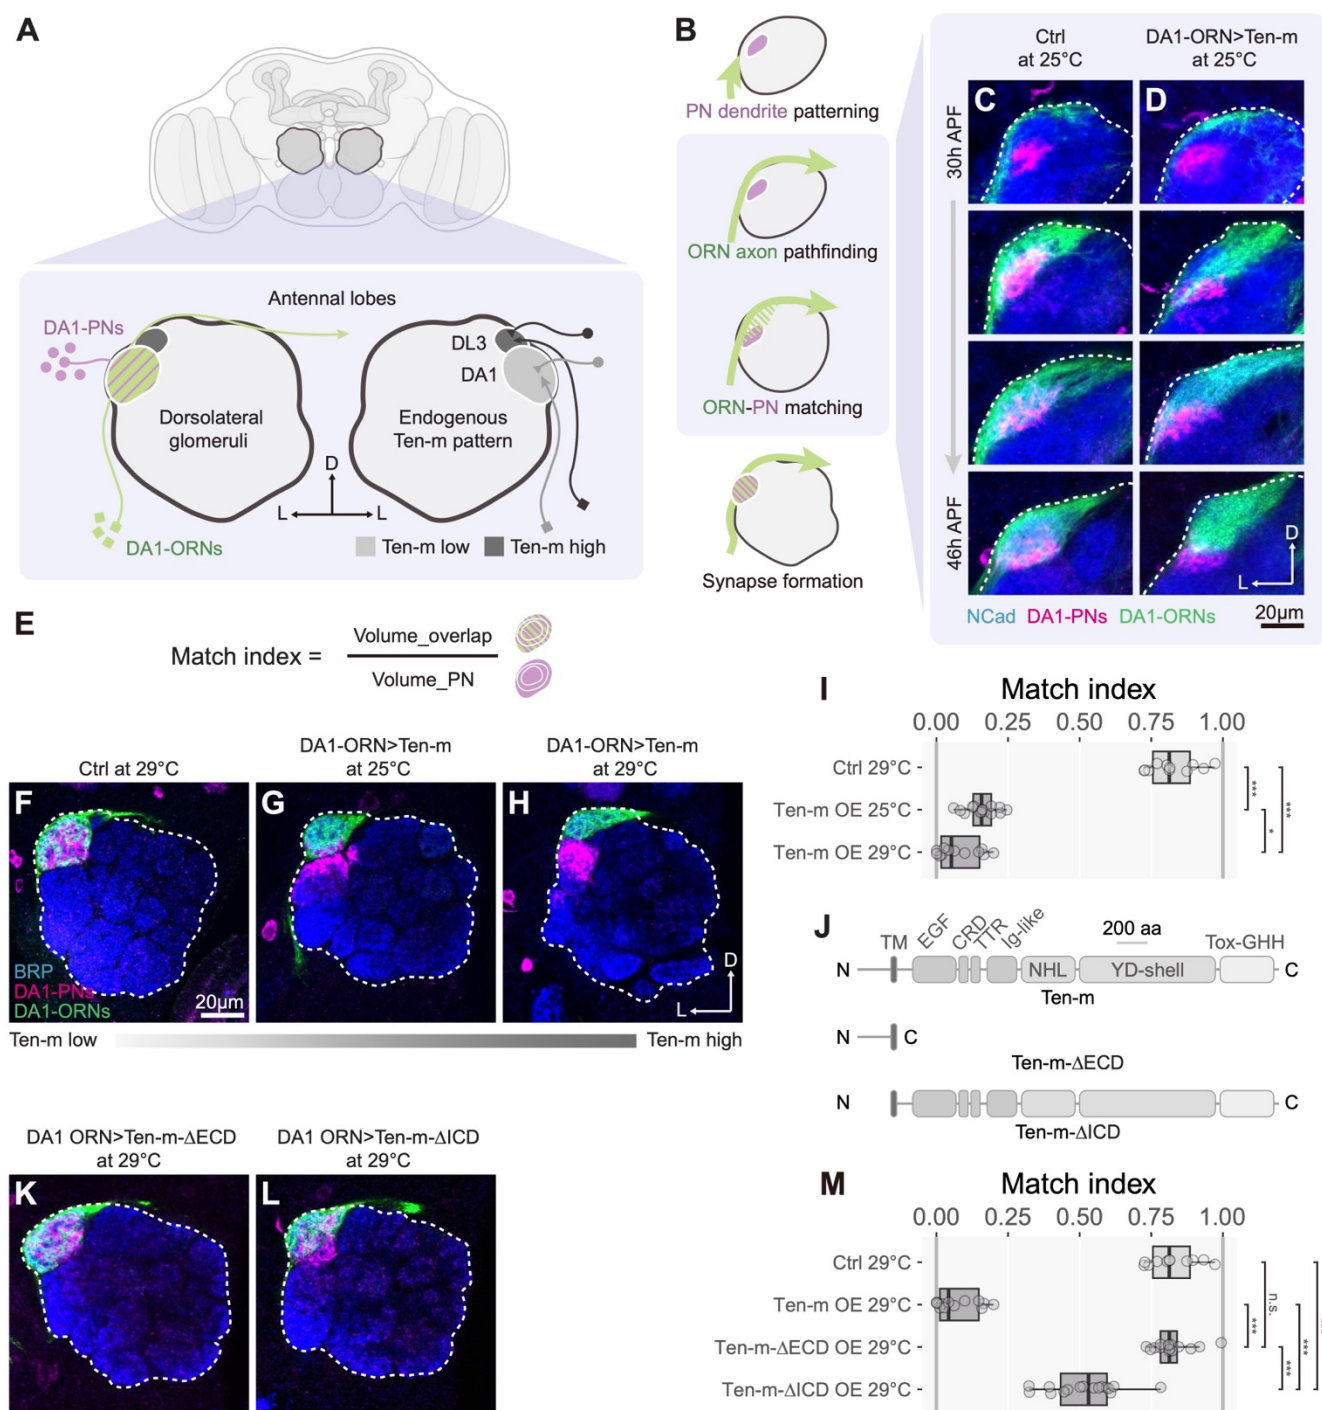 A
DA1-PNs
Antennal lobes
DL3
DA1
Dorsolateral
glomeruli
Endogenous
Ten-m pattern
D
L
L
DA1-ORNs
Ten-m low
Ten-m high
B
PN dendrite patterning
ORN axon pathfinding
ORN-PN matching
Synapse formation
Ctrl
at 25°C
DA1-ORN>Ten-m
at 25°C
C
D
30h APF
46h APF
D
L
NCad DA1-PNs DA1-ORNs
20μm
E
Match index =
Volume_overlap
Volume_PN
Ctrl at 29°C
DA1-ORN>Ten-m
at 25°C
DA1-ORN>Ten-m
at 29°C
F
G
H
BRP
DA1-PNs
DA1-ORNs
20μm
D
L
Ten-m low
Ten-m high
I
Match index
0.00 0.25 0.50 0.75 1.00
Ctrl 29°C
Ten-m OE 25°C
Ten-m OE 29°C
***
*
***
J
TM
EGF
CRD
TTR
Ig-like
200 aa
Tox-GHH
N
NHL
YD-shell
C
Ten-m
N
C
Ten-m-ΔECD
N
C
Ten-m-ΔICD
DA1 ORN>Ten-m-ΔECD
at 29°C
DA1 ORN>Ten-m-ΔICD
at 29°C
K
L
M
Match index
0.00 0.25 0.50 0.75 1.00
Ctrl 29°C
Ten-m OE 29°C
Ten-m-ΔECD OE 29°C
Ten-m-ΔICD OE 29°C
***
n.s.
***
***